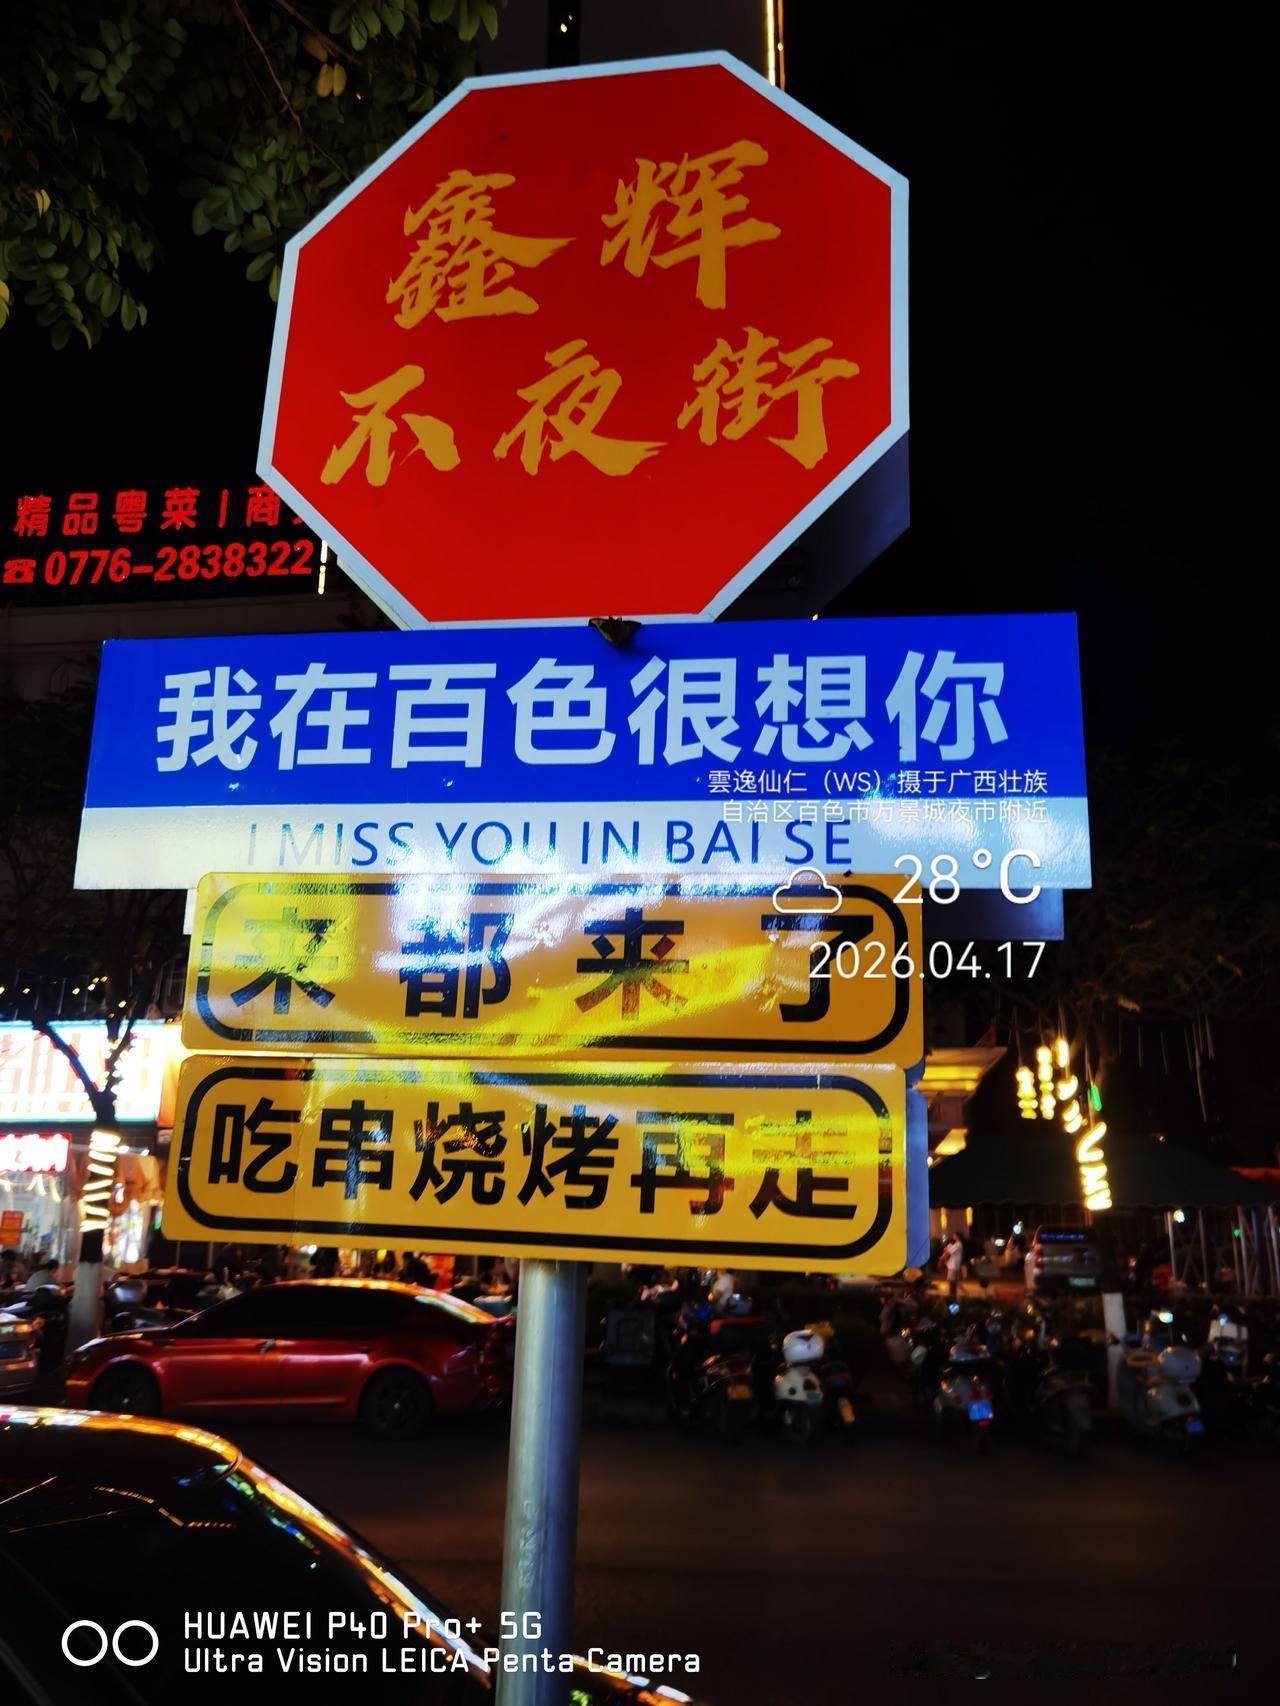 鑫辉
不夜街
精品粤菜丨商
☎0776-2838322
我在百色很想你
I MISS YOU IN BAI SE
雲逸仙仁（WS）摄于广西壮族
自治区百色市万景城夜市附近
28°C
2026.04.17
来都来了
吃串烧烤再走
HUAWEI P40 Pro+ 5G
Ultra Vision LEICA Penta Camera